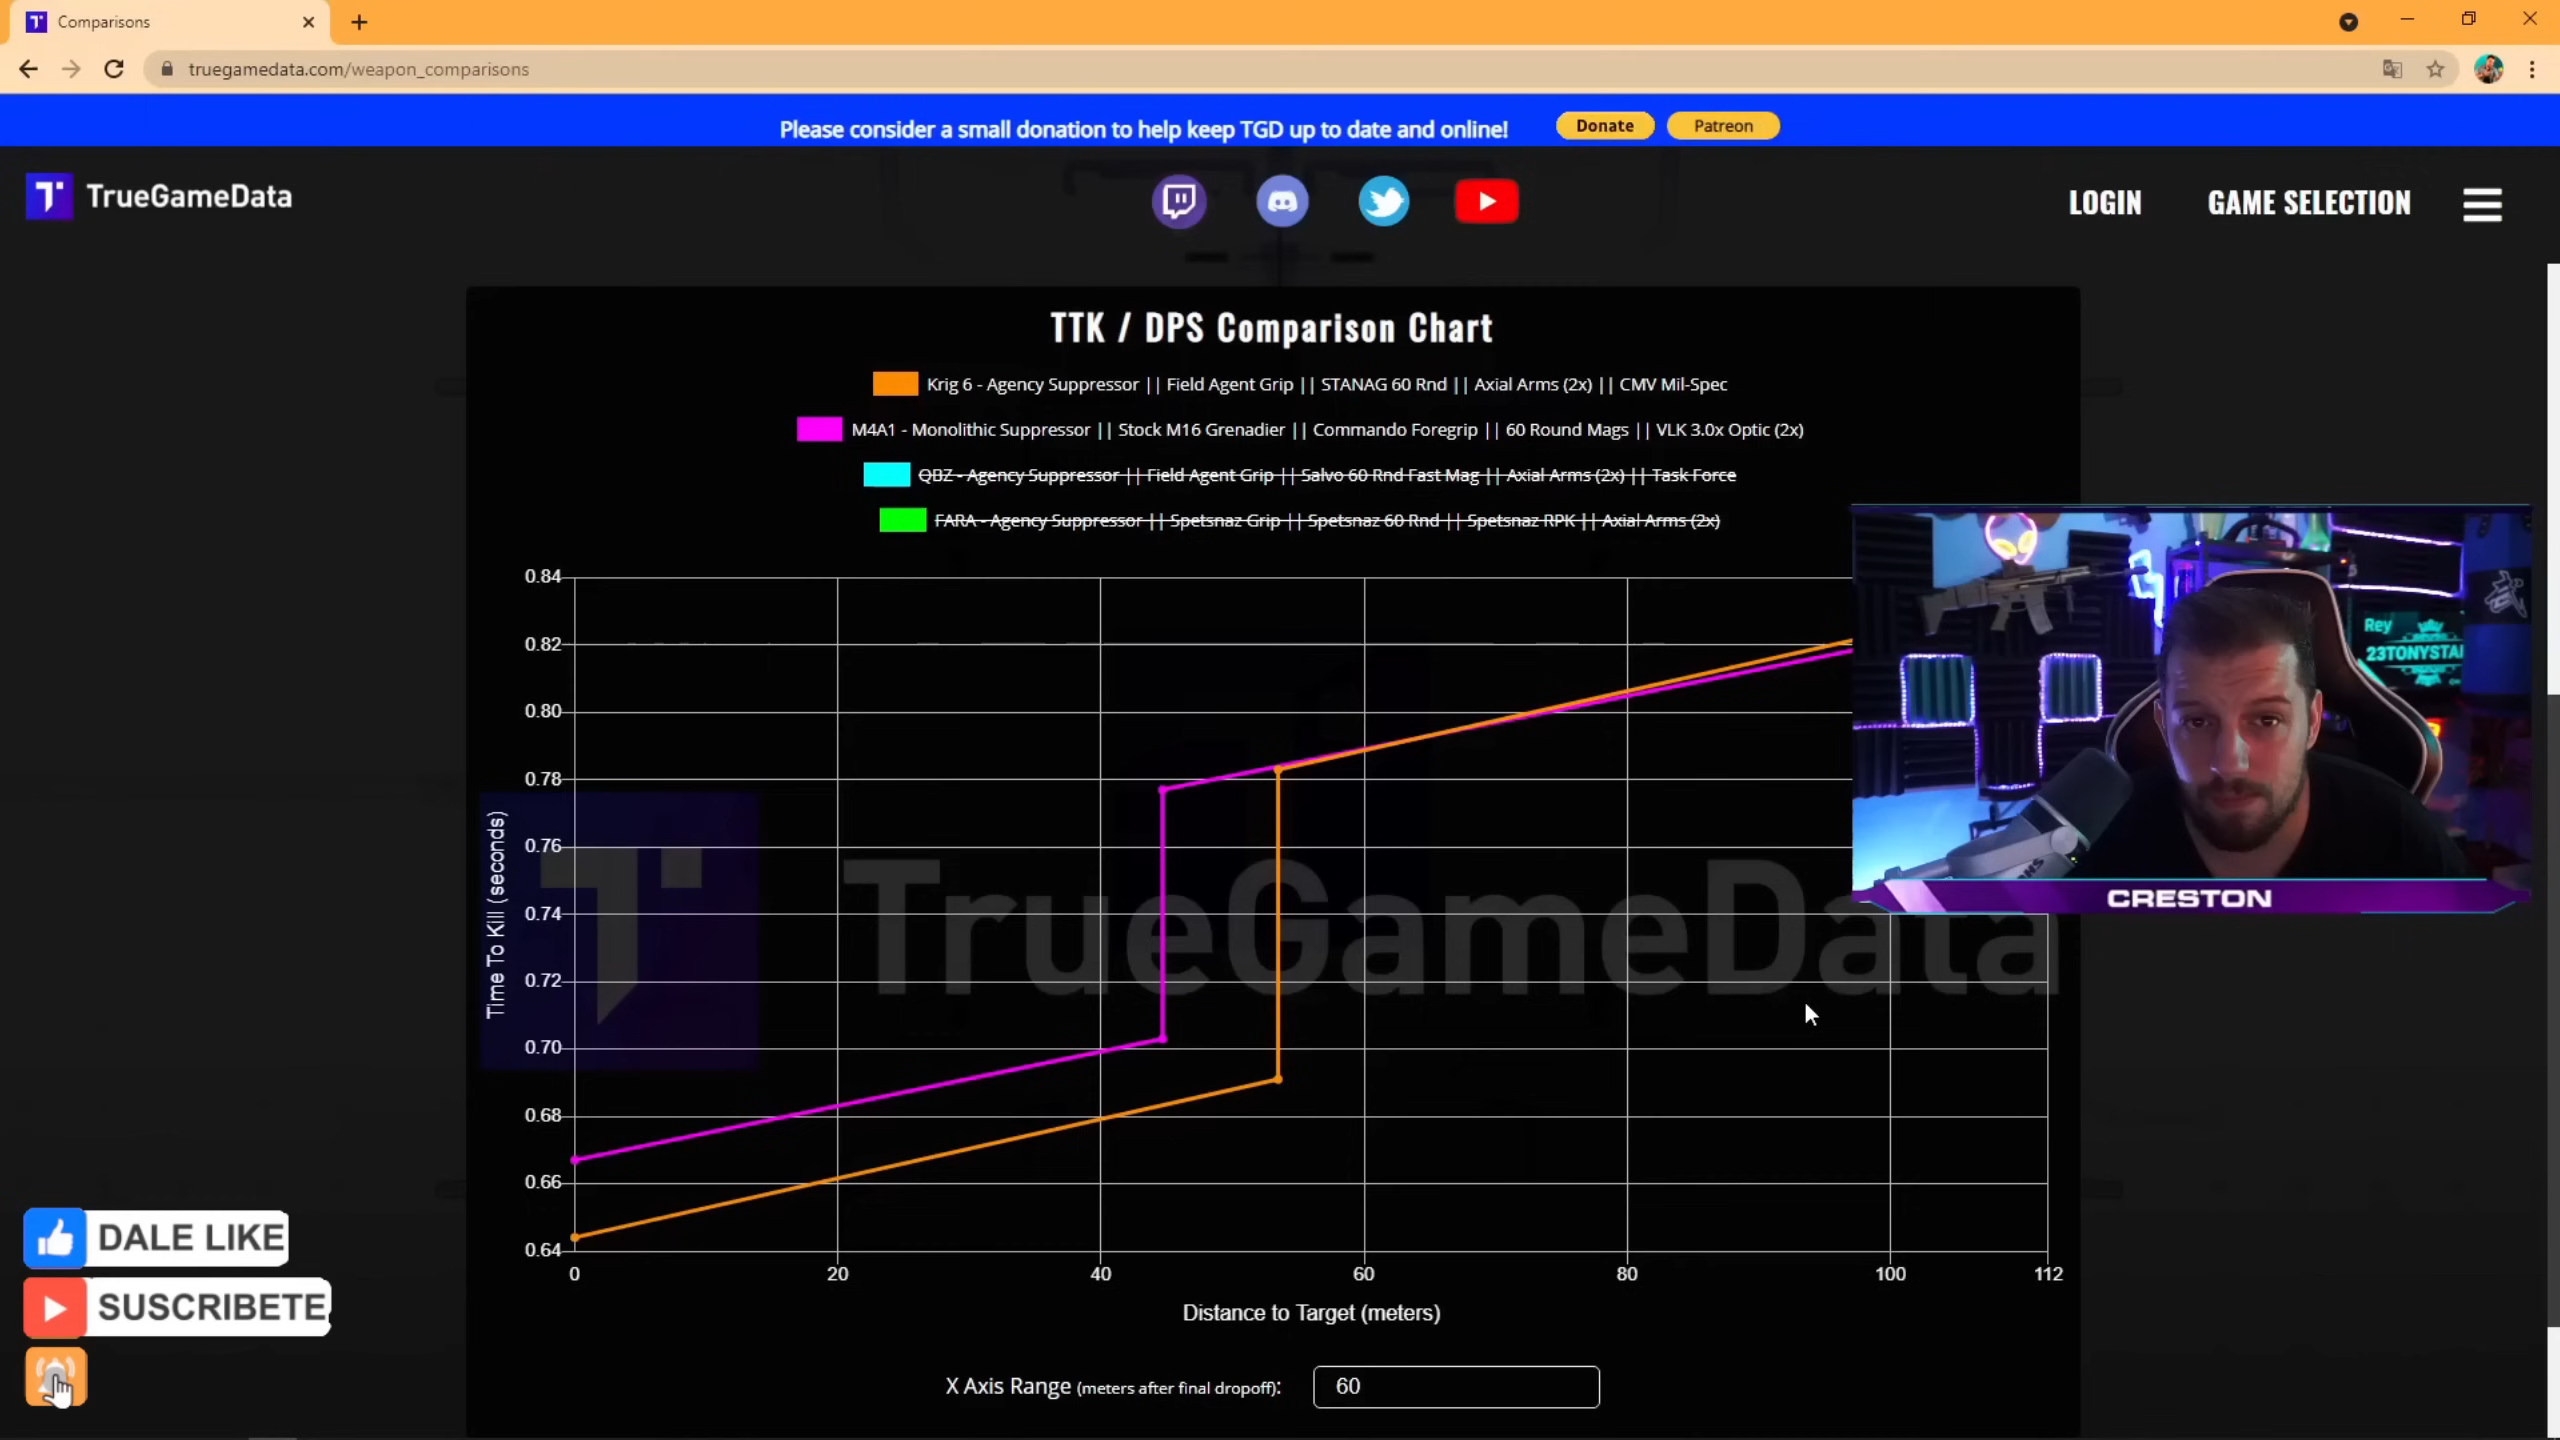 Comparisons
truegamedata.com/weapon_comparisons
Please consider a small donation to help keep TGD up to date and online! Donate Patreon
TrueGameData LOGIN GAME SELECTION
TTK / DPS Comparison Chart
Krig 6 - Agency Suppressor || Field Agent Grip || STANAG 60 Rnd || Axial Arms (2x) || CMV Mil-Spec
M4A1 - Monolithic Suppressor || Stock M16 Grenadier || Commando Foregrip || 60 Round Mags || VLK 3.0x Optic (2x)
QBZ - Agency Suppressor || Field Agent Grip || Salvo 60 Rnd Fast Mag || Axial Arms (2x) || Task Force
FARA - Agency Suppressor || Spetsnaz Grip || Spetsnaz 60 Rnd || Spetsnaz RPK || Axial Arms (2x)
0.84
0.82
0.80
0.78
0.76
0.74
0.72
0.70
0.68
0.66
0.64
Time To Kill (seconds)
TrueGameData
Rey
23TONYSTA
CRESTON
0 20 40 60 80 100 112
Distance to Target (meters)
X Axis Range (meters after final dropoff): 60
DALE LIKE
SUSCRIBETE